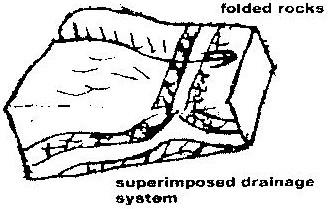 folded rocks
superimposed drainage
system